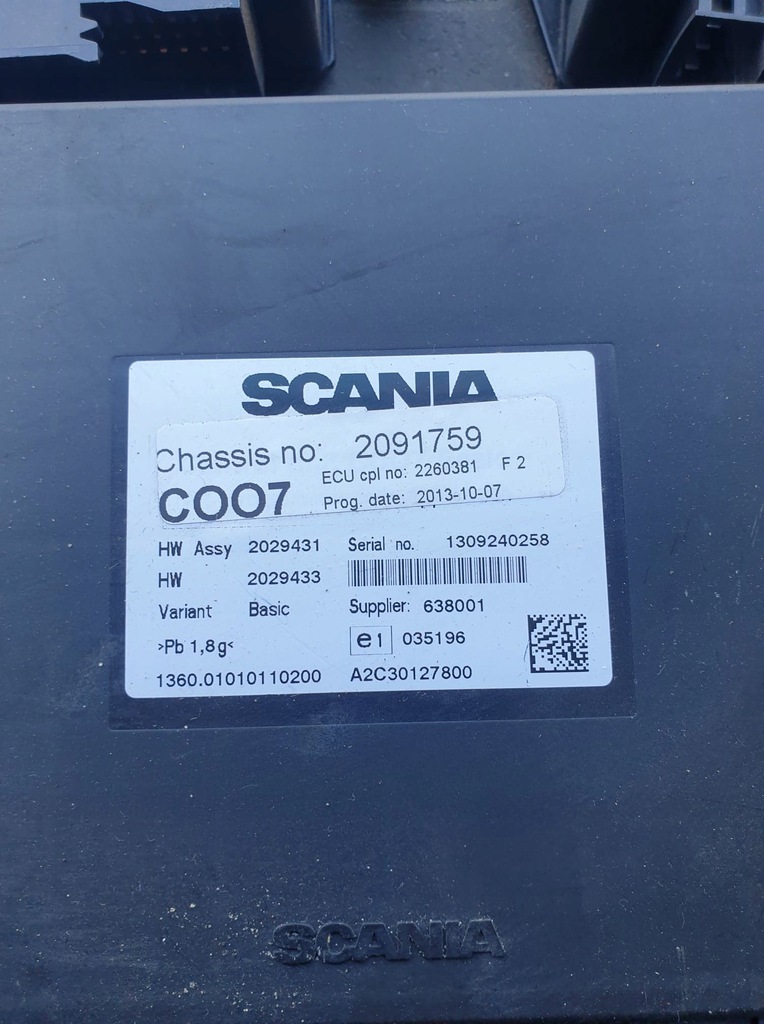 SCANIA
Chassis no: 2091759
ECU cpl no: 2260381 F 2
COO7 Prog. date: 2013-10-07
HW Assy 2029431 Serial no. 1309240258
HW 2029433
Variant Basic Supplier: 638001
>Pb 1,8g< e1 035196
1360.01010110200 A2C30127800
SCANIA